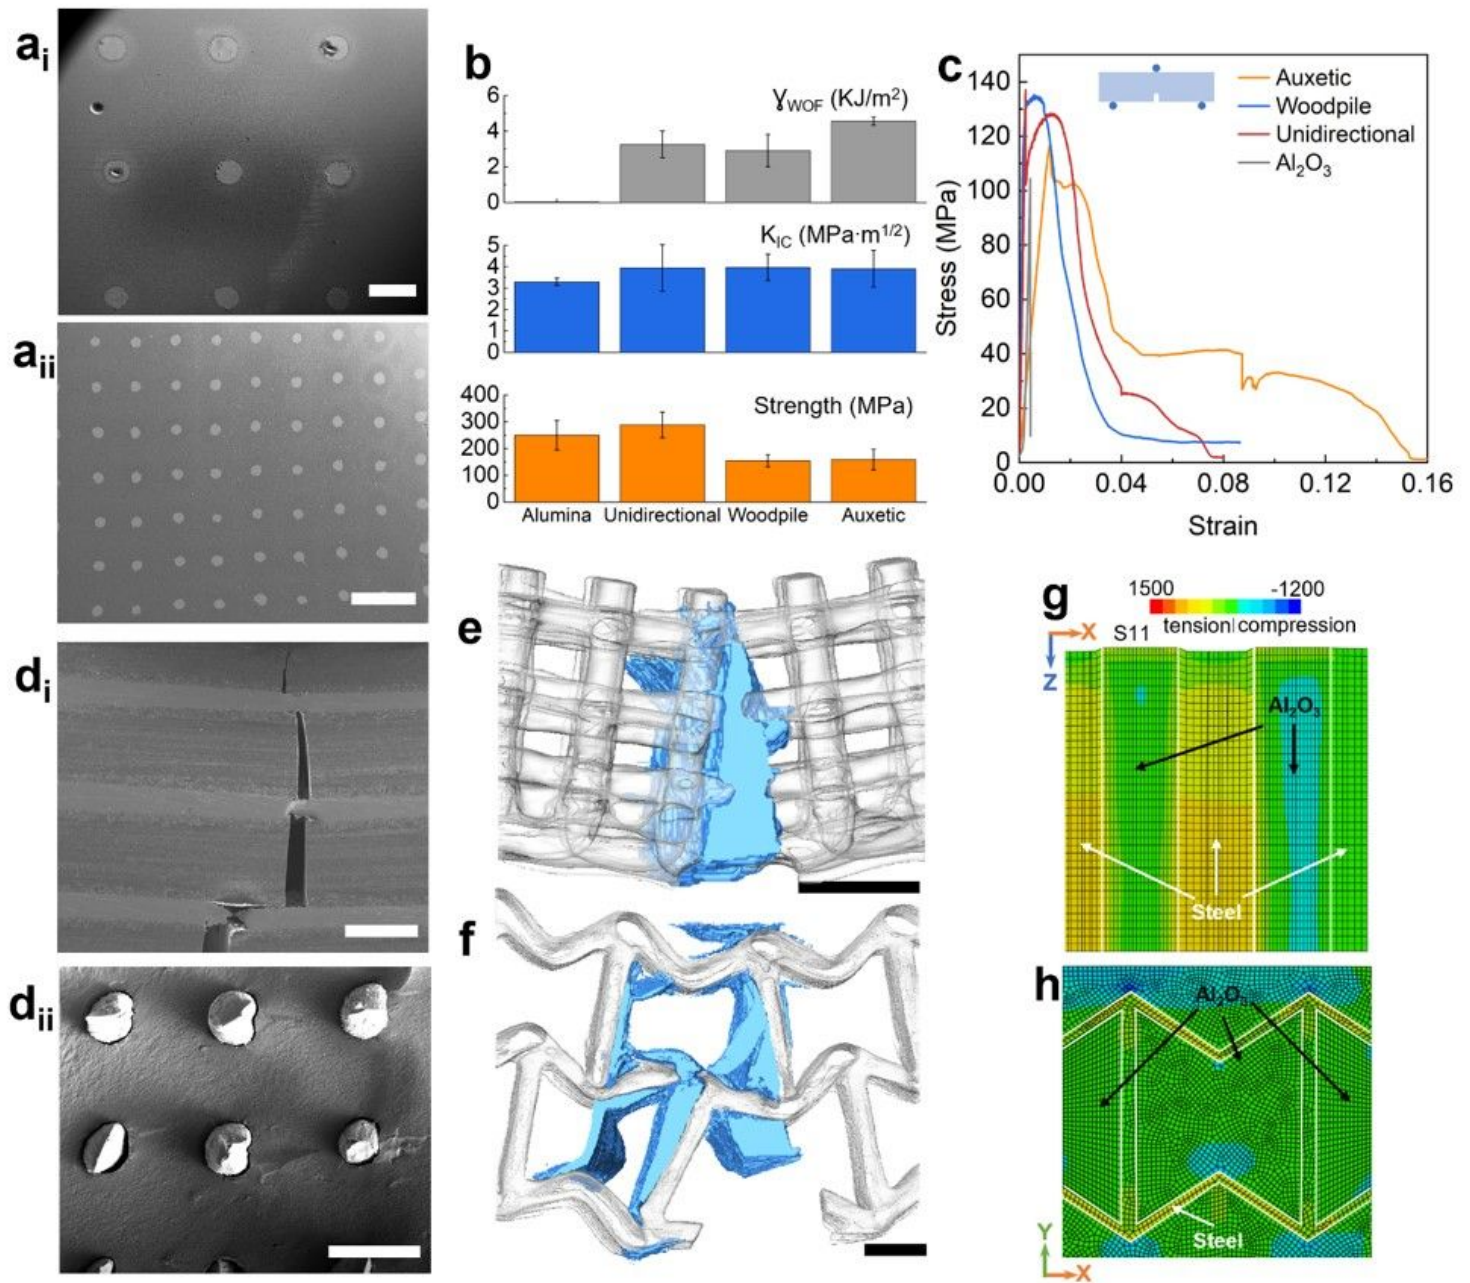 a_i
a_ii
b
ɣ_WOF (KJ/m²)
6
4
2
0
K_IC (MPa·m^1/2)
5
4
3
2
1
0
Strength (MPa)
400
300
200
100
0
Alumina Unidirectional Woodpile Auxetic
c
Auxetic
Woodpile
Unidirectional
Al₂O₃
140
120
100
80
60
40
20
0
Stress (MPa)
0.00 0.04 0.08 0.12 0.16
Strain
d_i
d_ii
e
f
g
1500 -1200
tension| compression
S11
X
Z
Al₂O₃
Steel
h
Al₂O₃
Steel
Y
X